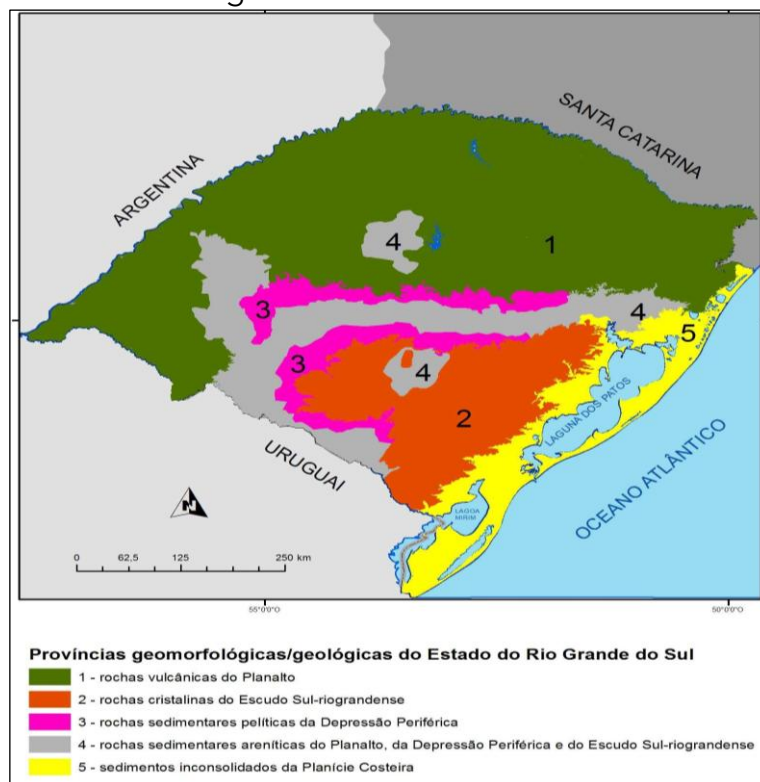 SANTA CATARINA
ARGENTINA
4
1
3
4
5
3
4
2
LAGUNA DOS PATOS
URUGUAI
OCEANO ATLÂNTICO
LAGOA
MIRIM
N
0 62,5 125 250 km
55°0'0"O 50°0'0"O
Províncias geomorfológicas/geológicas do Estado do Rio Grande do Sul
1 - rochas vulcânicas do Planalto
2 - rochas cristalinas do Escudo Sul-riograndense
3 - rochas sedimentares pelíticas da Depressão Periférica
4 - rochas sedimentares areníticas do Planalto, da Depressão Periférica e do Escudo Sul-riograndense
5 - sedimentos inconsolidados da Planície Costeira